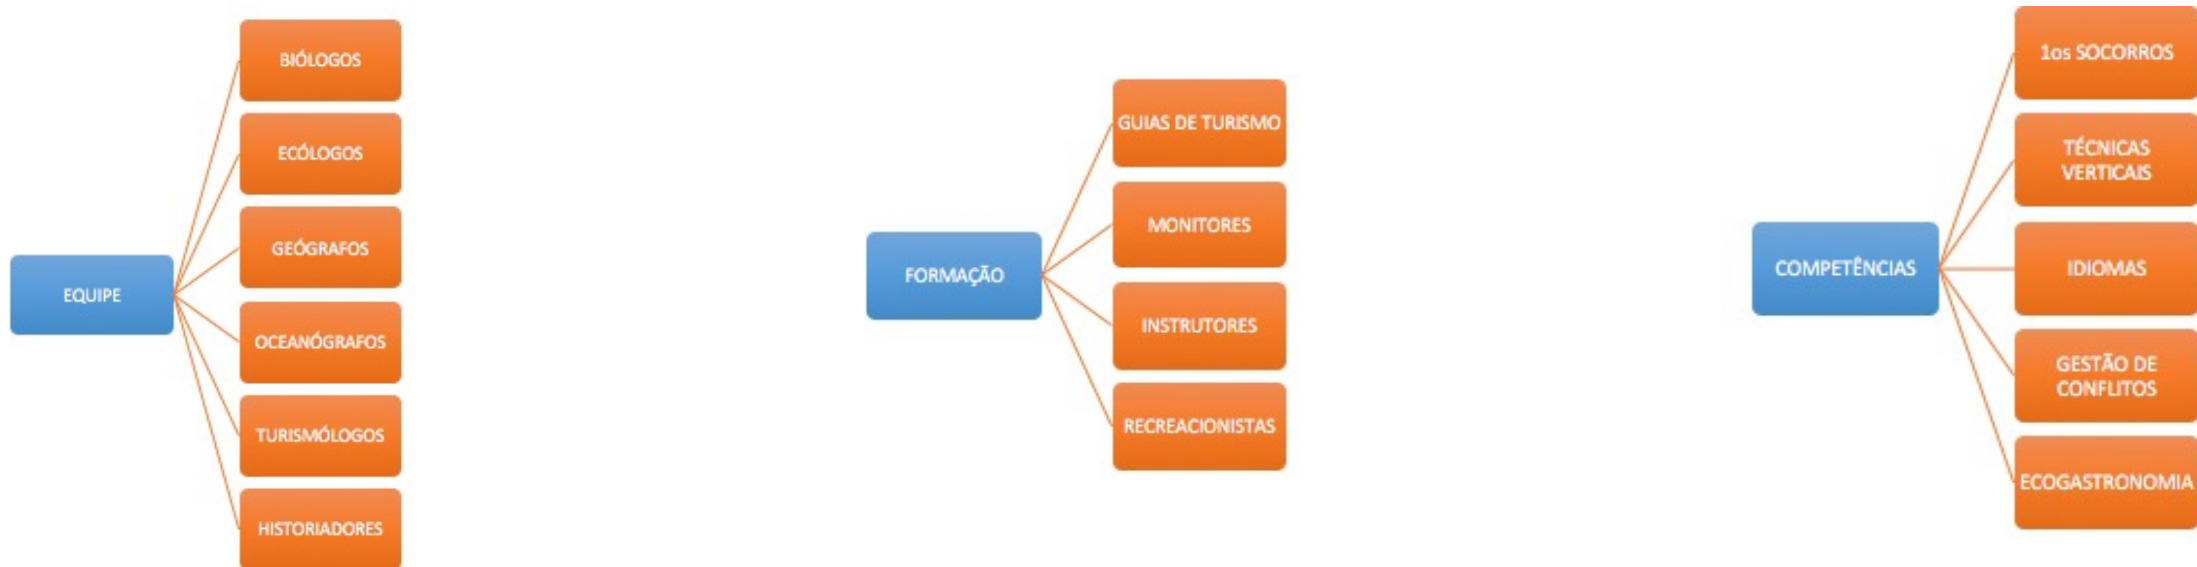 EQUIPE
BIÓLOGOS
ECÓLOGOS
GEÓGRAFOS
OCEANÓGRAFOS
TURISMÓLOGOS
HISTORIADORES
FORMAÇÃO
GUIAS DE TURISMO
MONITORES
INSTRUTORES
RECREACIONISTAS
COMPETÊNCIAS
1os SOCORROS
TÉCNICAS
VERTICAIS
IDIOMAS
GESTÃO DE
CONFLITOS
ECOGASTRONOMIA